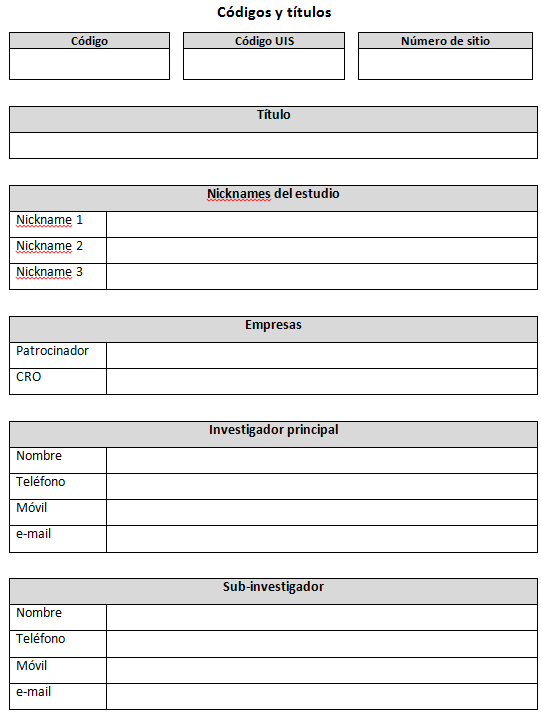 Códigos y títulos
Código Código UIS Número de sitio
Título
Nicknames del estudio
Nickname 1
Nickname 2
Nickname 3
Empresas
Patrocinador
CRO
Investigador principal
Nombre
Teléfono
Móvil
e-mail
Sub-investigador
Nombre
Teléfono
Móvil
e-mail